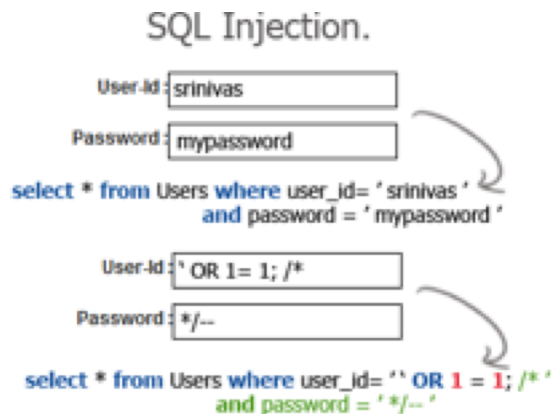 SQL Injection.
User-Id : srinivas
Password : mypassword
select * from Users where user_id= ' srinivas '
and password = ' mypassword '
User-Id : ` OR 1= 1; /*
Password : */--
select * from Users where user_id= ' ` OR 1 = 1; /* '
and password = ' */-- '